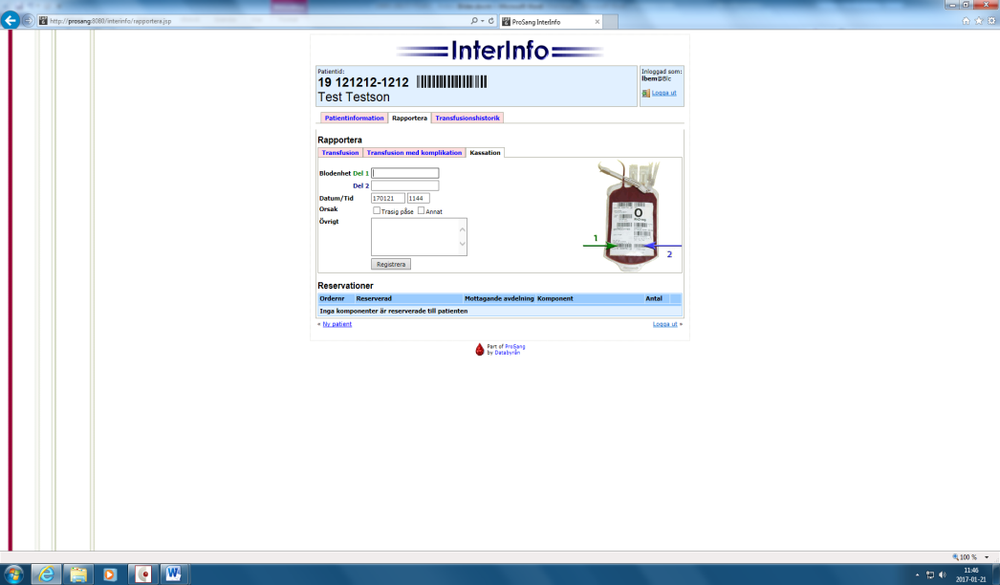 http://prosang:8080/interinfo/rapportera.jsp
ProSang InterInfo
InterInfo
Patientid:
19 121212-1212
Test Testson
Inloggad som:
lbem@Blc
Logga ut
Patientinformation Rapportera Transfusionshistorik
Rapportera
Transfusion Transfusion med komplikation Kassation
Blodenhet Del 1
Del 2
Datum/Tid 170121 1144
Orsak Trasig påse Annat
Övrigt
Registrera
O
1
2
Reservationer
Ordernr Reserverad Mottagande avdelning Komponent Antal
Inga komponenter är reserverade till patienten
« Ny patient
Logga ut »
Part of ProSang
by Databyrån
100 %
11:46
2017-01-21